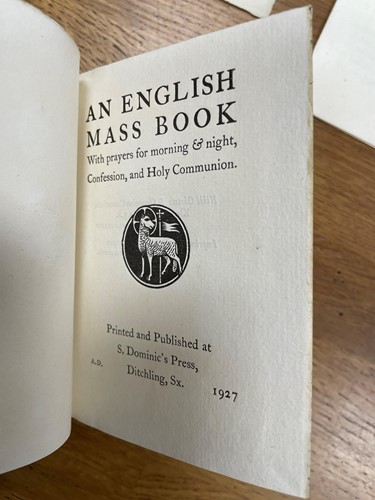 AN ENGLISH
MASS BOOK
With prayers for morning & night,
Confession, and Holy Communion.
Printed and Published at
S. Dominic's Press,
Ditchling, Sx.
A.D. 1927